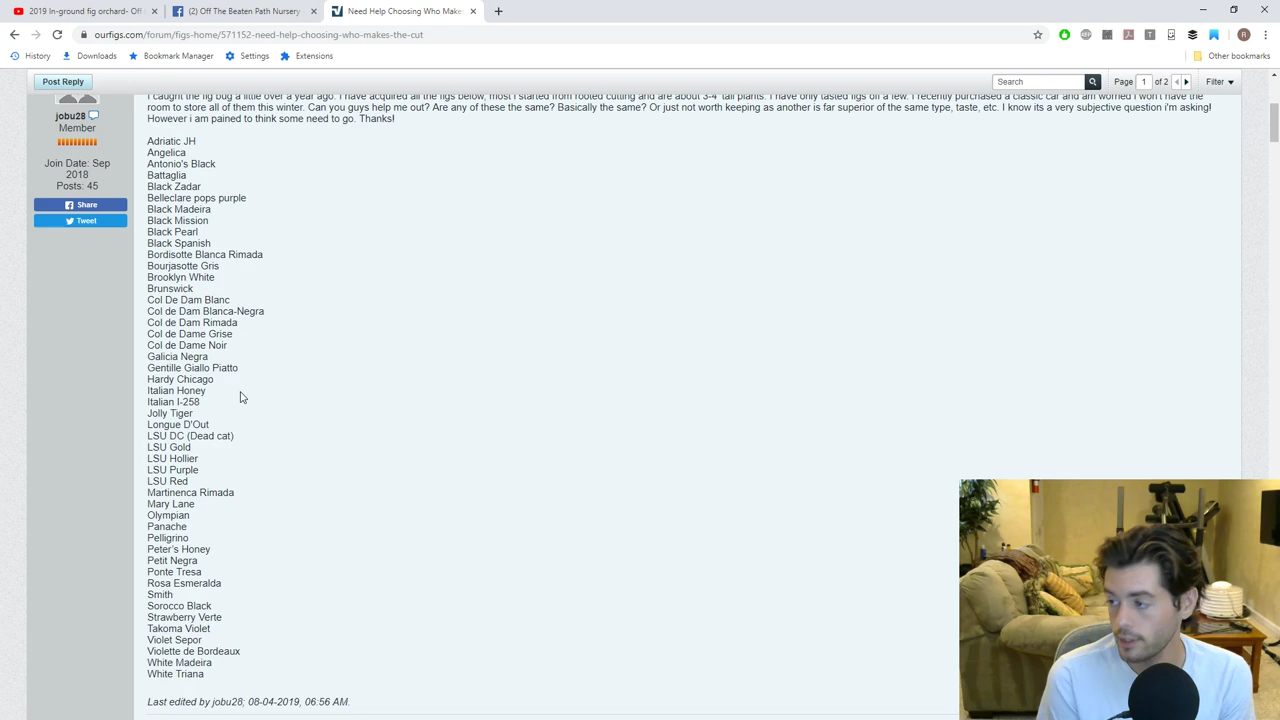 2019 In-ground fig orchard- Off
(2) Off The Beaten Path Nursery -
Need Help Choosing Who Make
ourfigs.com/forum/figs-home/571152-need-help-choosing-who-makes-the-cut
History
Downloads
Bookmark Manager
Settings
Extensions
Other bookmarks
Post Reply
Search
Page 1 of 2
Filter
I caught the fig bug a little over a year ago. I have acquired all the figs below, most I started from rooted cutting and are about 3-4' tall plants. I have only tasted figs off a few. I recently purchased a classic car and am worried I won't have the
room to store all of them this winter. Can you guys help me out? Are any of these the same? Basically the same? Or just not worth keeping as another is far superior of the same type, taste, etc. I know its a very subjective question i'm asking!
However i am pained to think some need to go. Thanks!
jobu28
Member
Join Date: Sep
2018
Posts: 45
Share
Tweet
Adriatic JH
Angelica
Antonio's Black
Battaglia
Black Zadar
Belleclare pops purple
Black Madeira
Black Mission
Black Pearl
Black Spanish
Bordisotte Blanca Rimada
Bourjasotte Gris
Brooklyn White
Brunswick
Col De Dam Blanc
Col de Dam Blanca-Negra
Col de Dam Rimada
Col de Dame Grise
Col de Dame Noir
Galicia Negra
Gentille Giallo Piatto
Hardy Chicago
Italian Honey
Italian I-258
Jolly Tiger
Longue D'Out
LSU DC (Dead cat)
LSU Gold
LSU Hollier
LSU Purple
LSU Red
Martinenca Rimada
Mary Lane
Olympian
Panache
Pelligrino
Peter's Honey
Petit Negra
Ponte Tresa
Rosa Esmeralda
Smith
Sorocco Black
Strawberry Verte
Takoma Violet
Violet Sepor
Violette de Bordeaux
White Madeira
White Triana
Last edited by jobu28; 08-04-2019, 06:56 AM.